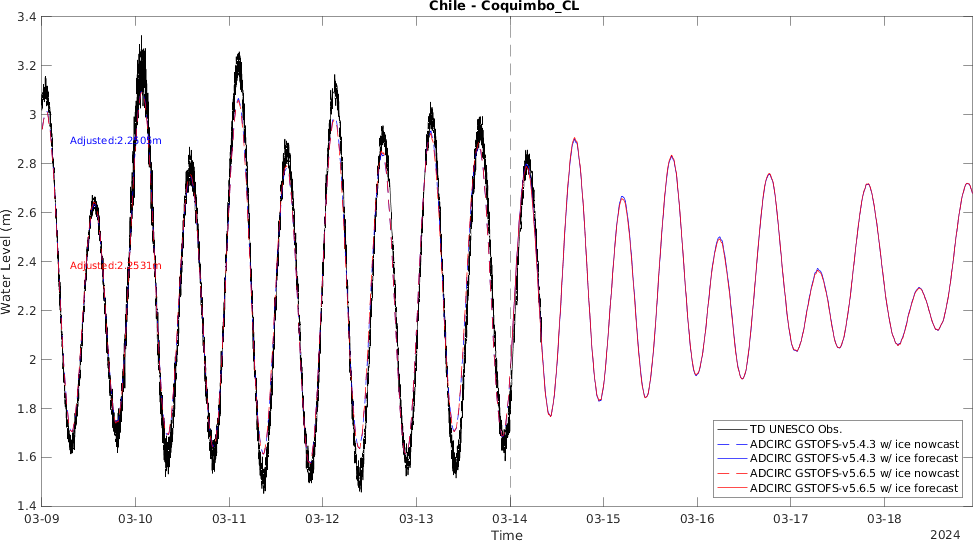 Chile - Coquimbo_CL
3.4
3.2
3
2.8
2.6
2.4
2.2
2
1.8
1.6
1.4
Water Level (m)
Adjusted:2.2505m
Adjusted:2.2531m
TD UNESCO Obs.
ADCIRC GSTOFS-v5.4.3 w/ ice nowcast
ADCIRC GSTOFS-v5.4.3 w/ ice forecast
ADCIRC GSTOFS-v5.6.5 w/ ice nowcast
ADCIRC GSTOFS-v5.6.5 w/ ice forecast
03-09 03-10 03-11 03-12 03-13 03-14 03-15 03-16 03-17 03-18
Time
2024